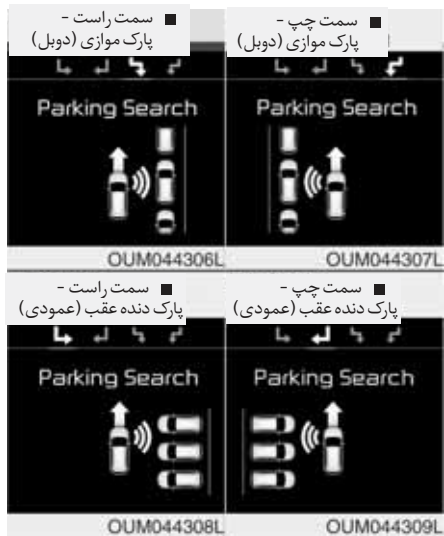 ■ سمت راست -
پارک موازی (دوبل)
■ سمت چپ -
پارک موازی (دوبل)
Parking Search
Parking Search
OUM044306L
OUM044307L
■ سمت راست -
پارک دنده عقب (عمودی)
■ سمت چپ -
پارک دنده عقب (عمودی)
Parking Search
Parking Search
OUM044308L
OUM044309L